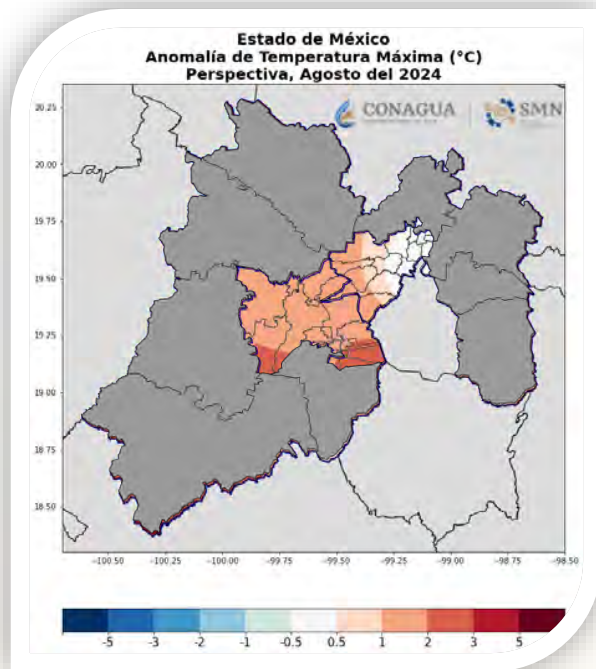 Estado de México
Anomalía de Temperatura Máxima (°C)
Perspectiva, Agosto del 2024
CONAGUA
SMN
20.25
20.00
19.75
19.50
19.25
19.00
18.75
18.50
−100.50 −100.25 −100.00 −99.75 −99.50 −99.25 −99.00 −98.75 −98.50
-5 -3 -2 -1 -0.5 0.5 1 2 3 5